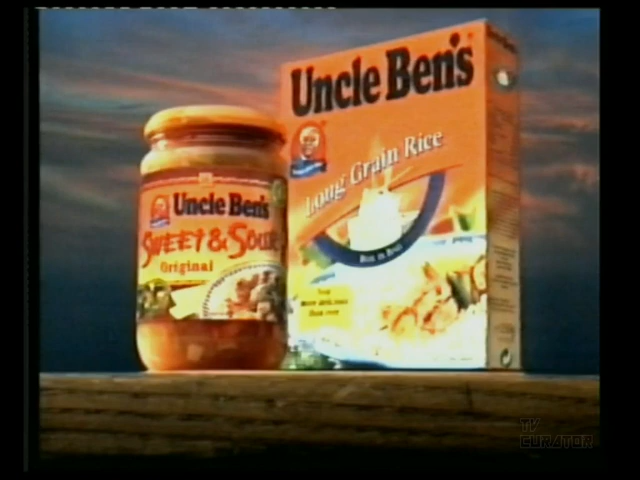 Uncle Ben's
Long Grain Rice
Uncle Ben's
Sweet & Sour
Original
TV
CURATOR